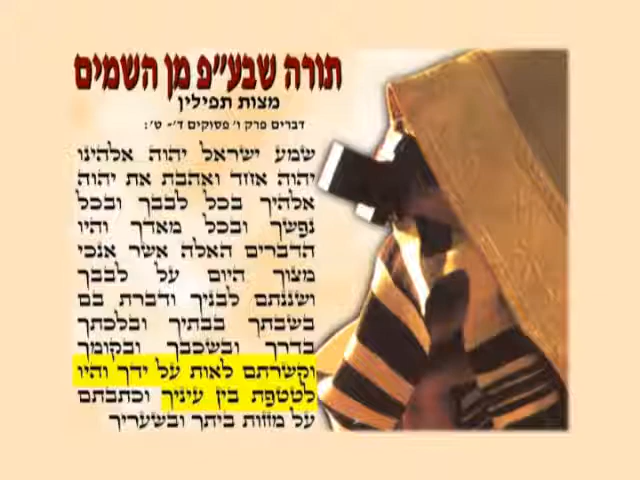 תורה שבע"פ מן השמים
מצות תפילין
דברים פרק ו' פסוקים ד'- ט':
שמע ישראל יהוה אלהינו
יהוה אחד ואהבת את יהוה
אלהיך בכל לבבך ובכל
נפשך ובכל מאדך והיו
הדברים האלה אשר אנכי
מצוך היום על לבבך
ושננתם לבניך ודברת בם
בשבתך בביתך ובלכתך
בדרך ובשכבך ובקומך
וקשרתם לאות על ידך והיו
לטטפת בין עיניך וכתבתם
על מזוות ביתך ובשעריך